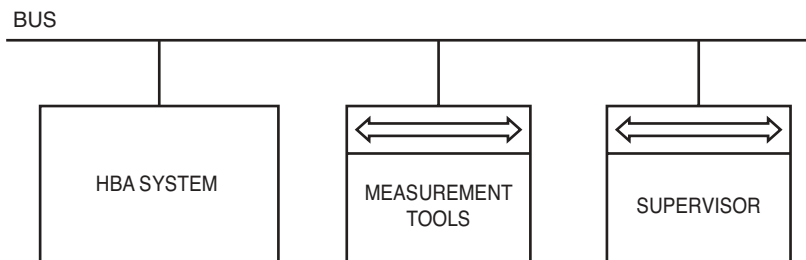 BUS
HBA SYSTEM
MEASUREMENT
TOOLS
SUPERVISOR